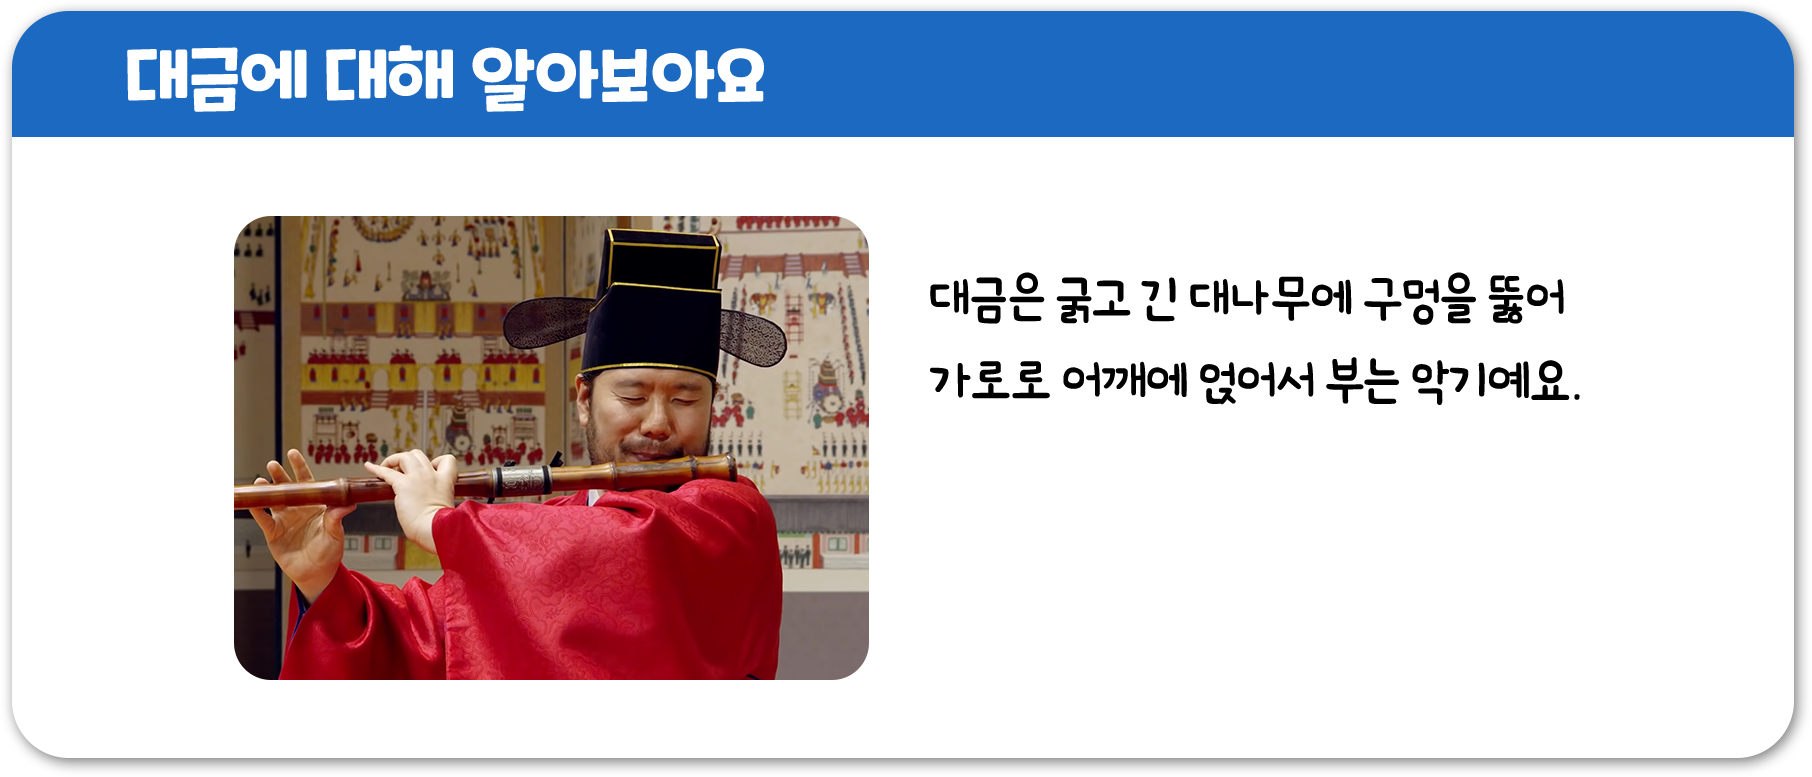 대금에 대해 알아보아요
대금은 굵고 긴 대나무에 구멍을 뚫어
가로로 어깨에 얹어서 부는 악기예요.